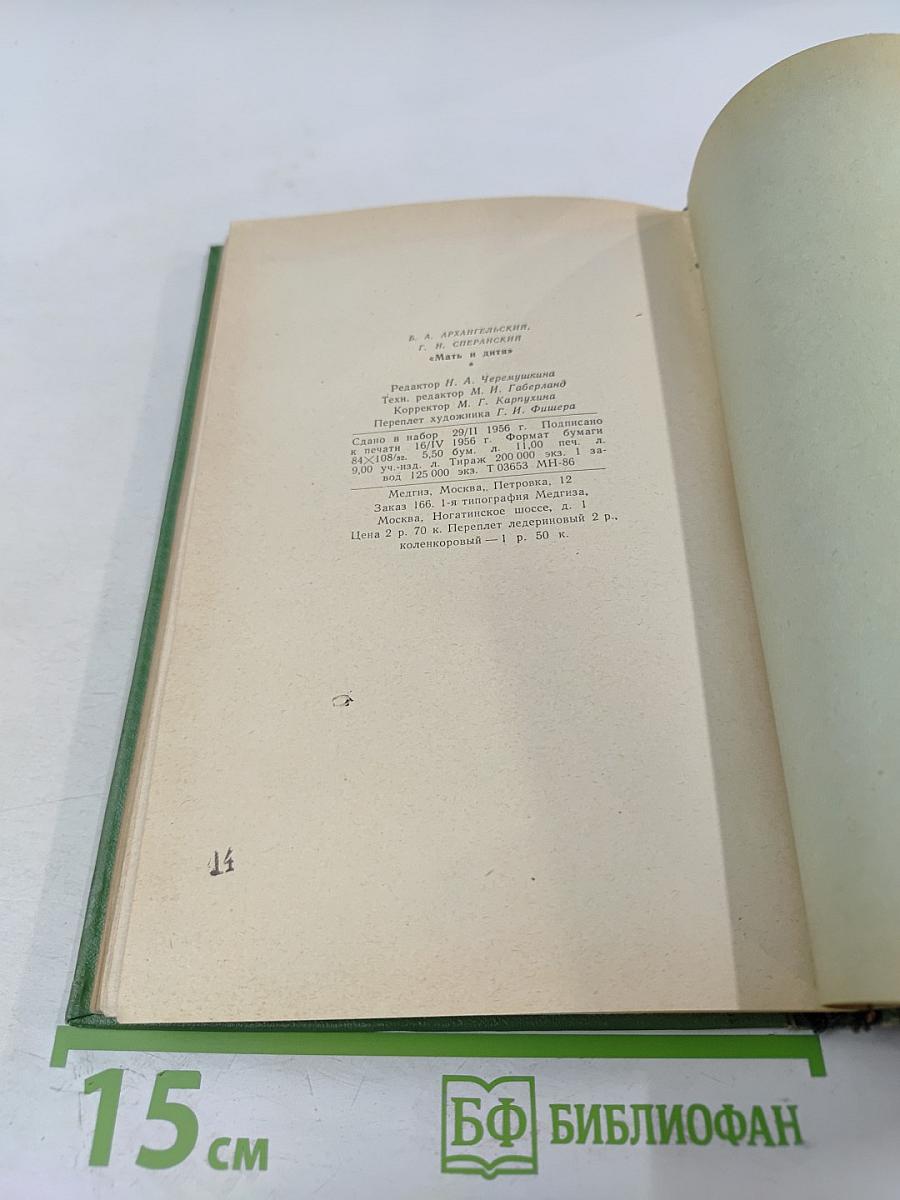 Б. А. АРХАНГЕЛЬСКИЙ,
Г. Н. СПЕРАНСКИЙ
«Мать и дитя»
*
Редактор Н. А. Черемушкина
Техн. редактор М. И. Габерланд
Корректор М. Г. Карпухина
Переплет художника Г. И. Фишера
Сдано в набор 29/II 1956 г. Подписано
к печати 16/IV 1956 г. Формат бумаги
84×108/32. 5,50 бум. л. 11,00 печ. л.
9,00 уч.-изд. л. Тираж 200 000 экз. 1 за-
вод 125 000 экз. Т 03653 МН-86
Медгиз, Москва,, Петровка, 12
Заказ 166. 1-я типография Медгиза,
Москва, Ногатинское шоссе, д. 1
Цена 2 р. 70 к. Переплет ледериновый 2 р.,
коленкоровый — 1 р. 50 к.
14
15 см
БФ БИБЛИОФАН